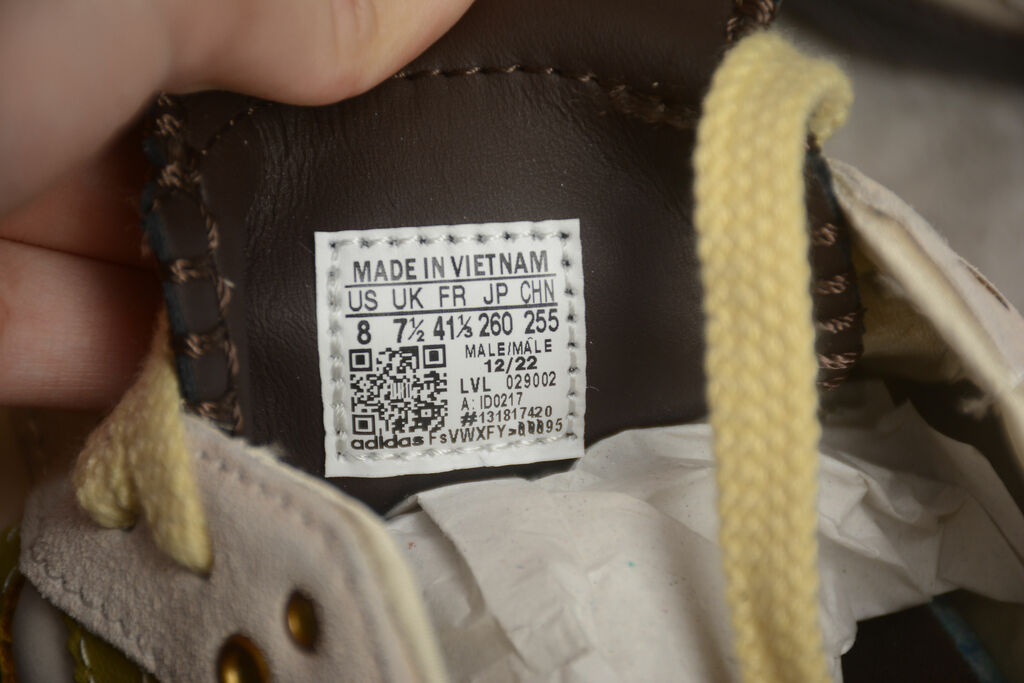 MADE IN VIETNAM
US UK FR JP CHN
8 7½ 41⅓ 260 255
MALE/MÂLE
12/22
LVL 029002
A: ID0217
#131817420
adidas FsVWXFY